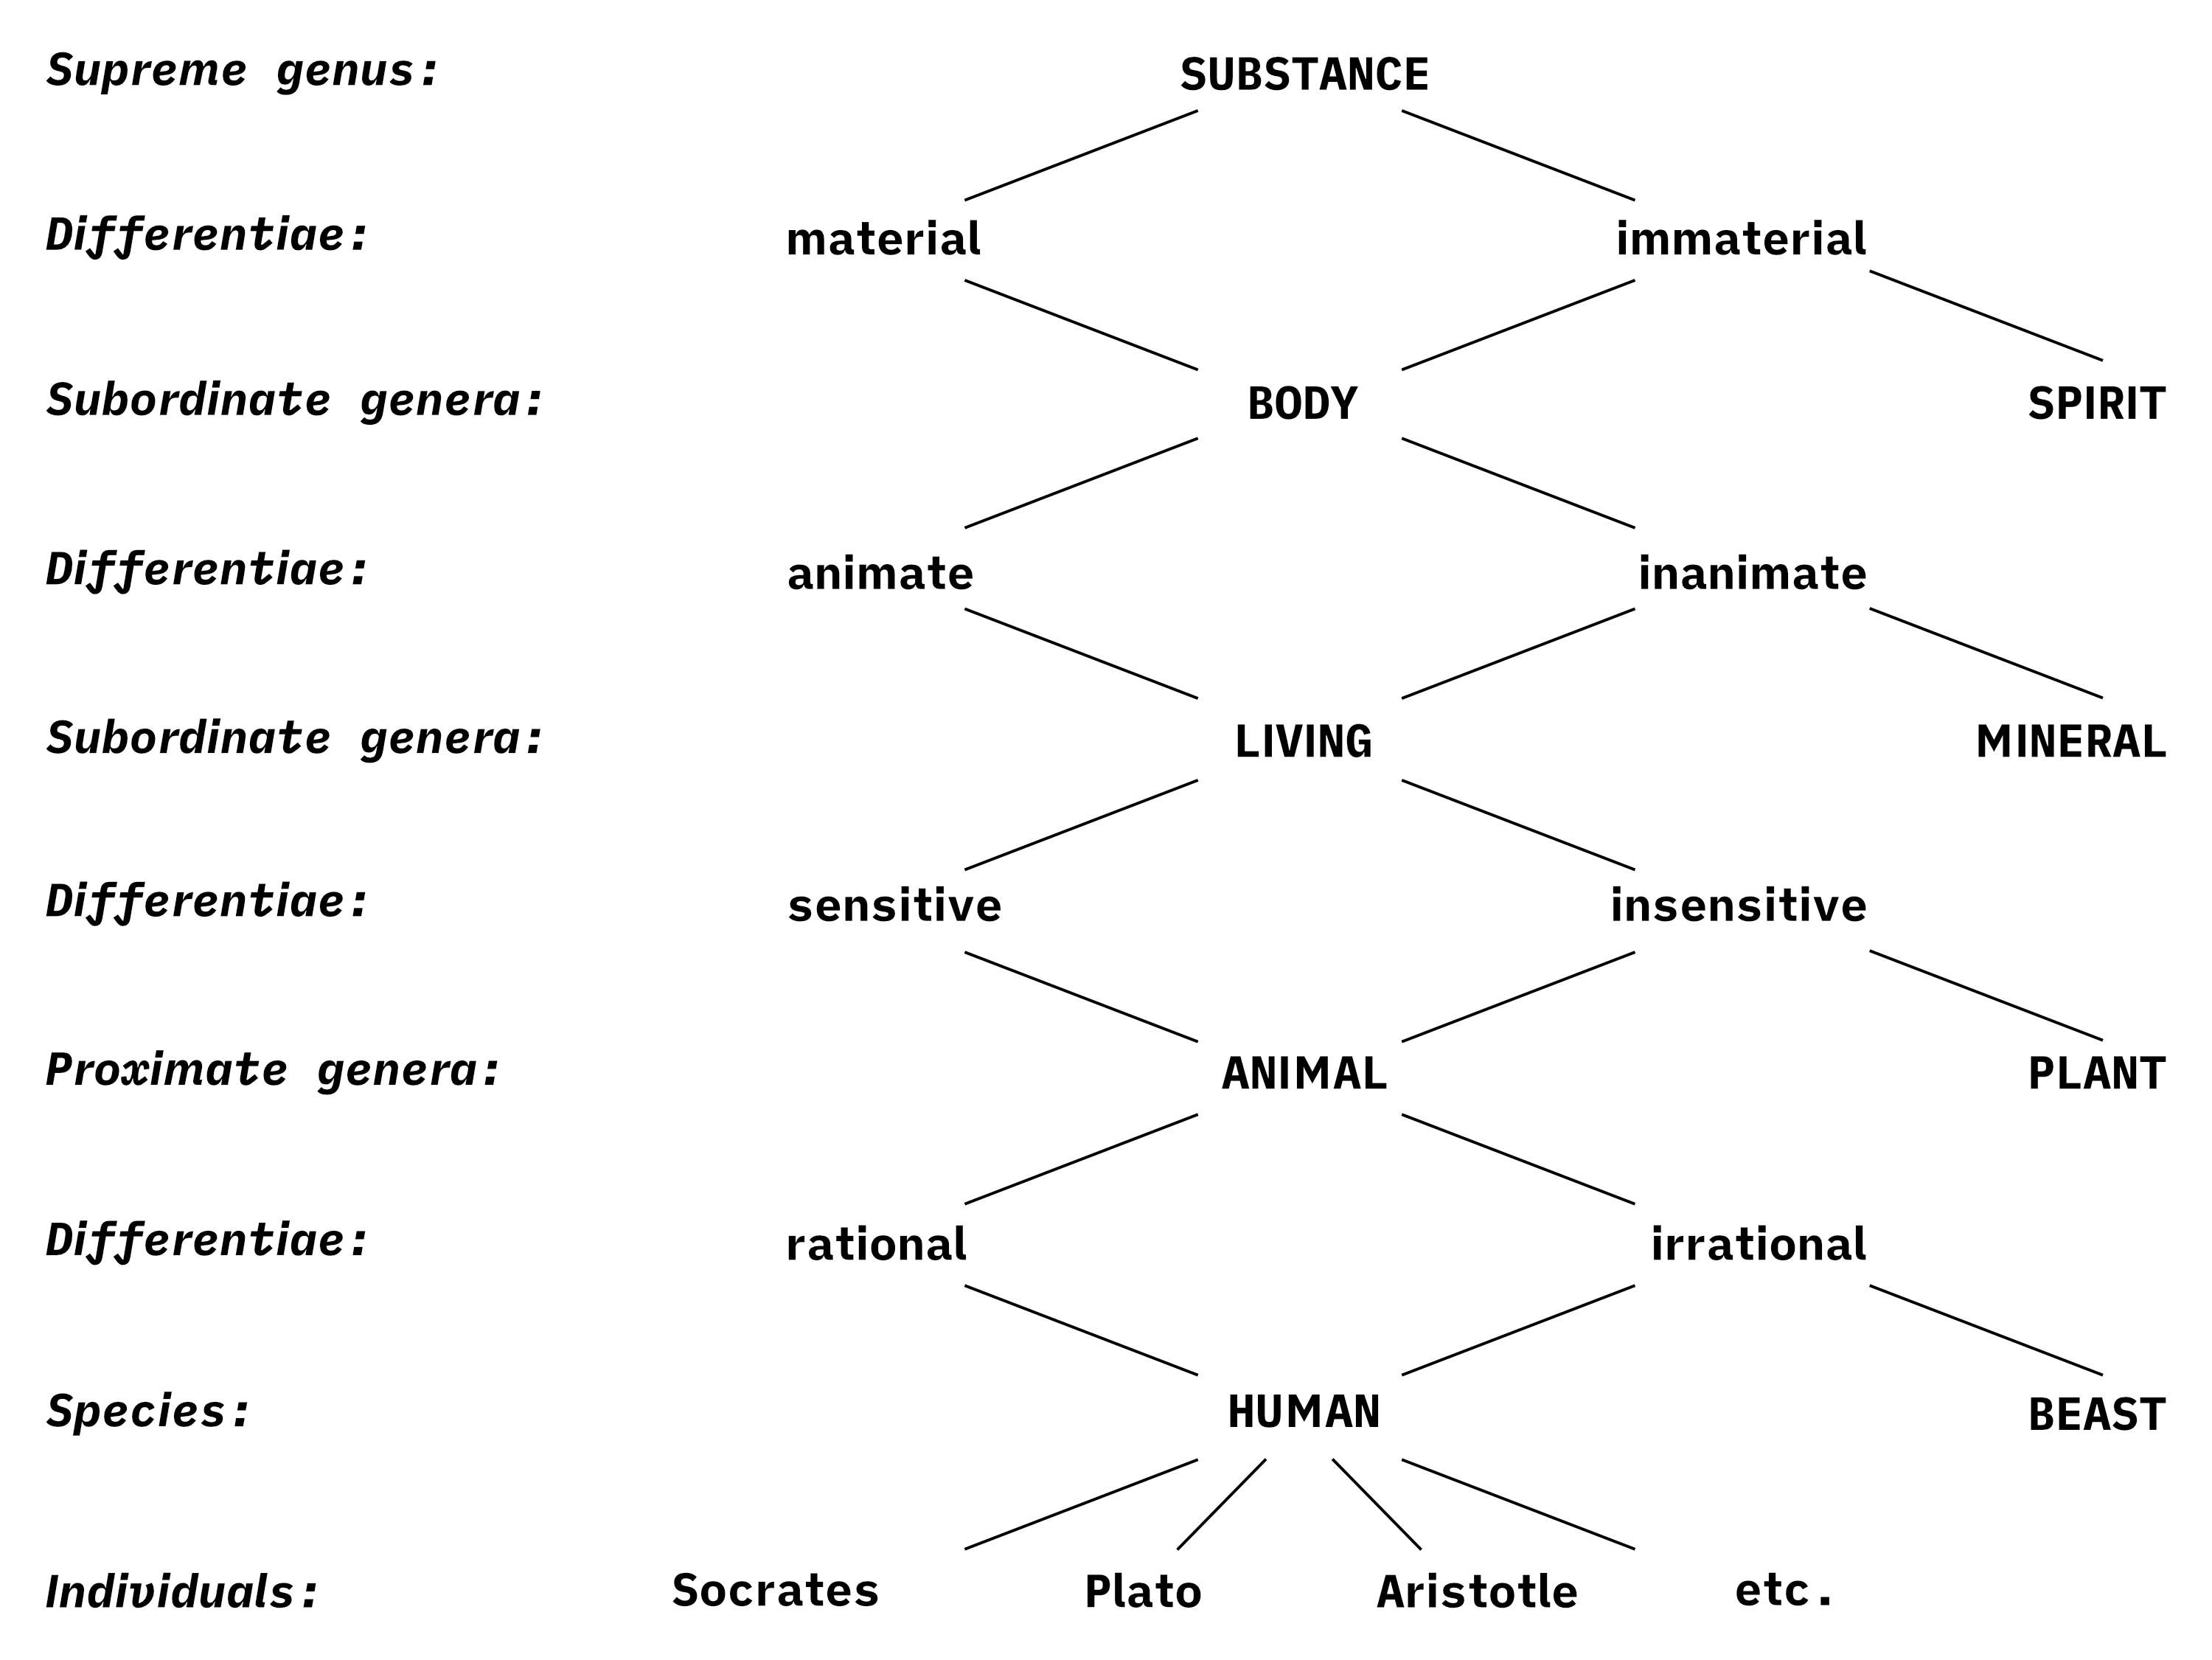 Supreme genus: SUBSTANCE
Differentiae: material immaterial
Subordinate genera: BODY SPIRIT
Differentiae: animate inanimate
Subordinate genera: LIVING MINERAL
Differentiae: sensitive insensitive
Proximate genera: ANIMAL PLANT
Differentiae: rational irrational
Species: HUMAN BEAST
Individuals: Socrates Plato Aristotle etc.